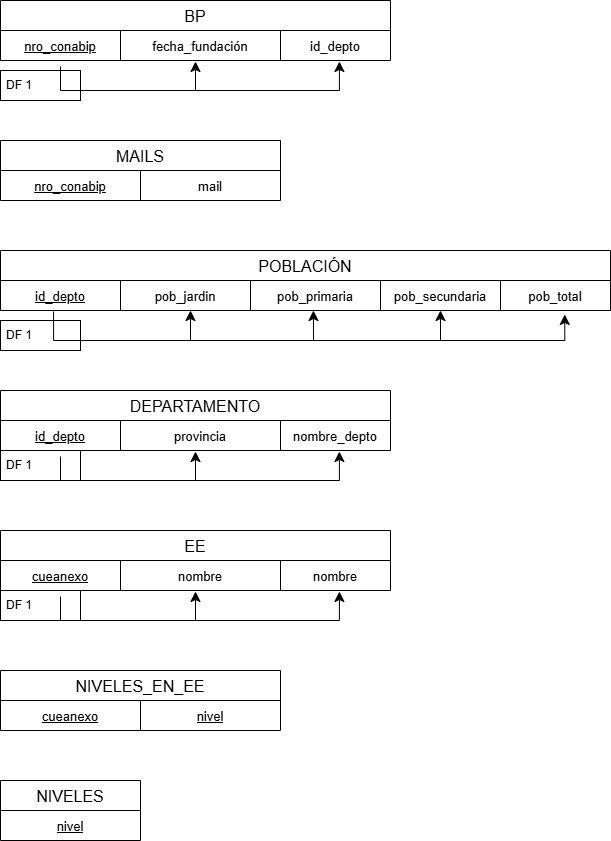 BP
nro_conabip fecha_fundación id_depto
DF 1
MAILS
nro_conabip mail
POBLACIÓN
id_depto pob_jardin pob_primaria pob_secundaria pob_total
DF 1
DEPARTAMENTO
id_depto provincia nombre_depto
DF 1
EE
cueanexo nombre nombre
DF 1
NIVELES_EN_EE
cueanexo nivel
NIVELES
nivel